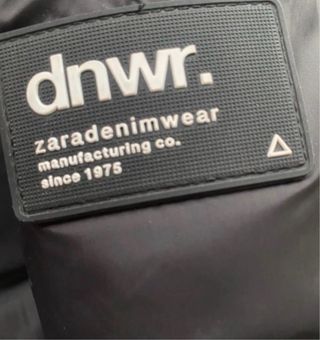 dnwr.
zaradenimwear
manufacturing co.
since 1975